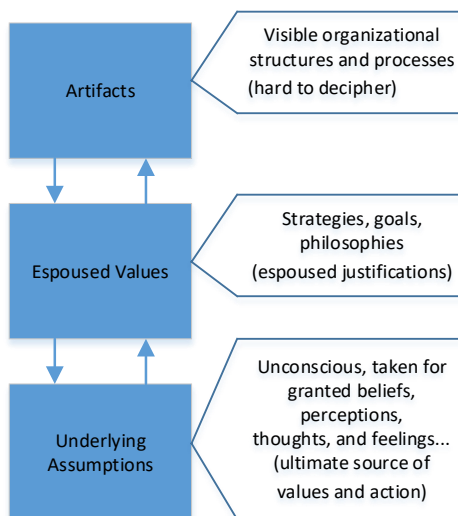 Artifacts
Visible organizational
structures and processes
(hard to decipher)
Espoused Values
Strategies, goals,
philosophies
(espoused justifications)
Underlying
Assumptions
Unconscious, taken for
granted beliefs,
perceptions,
thoughts, and feelings...
(ultimate source of
values and action)